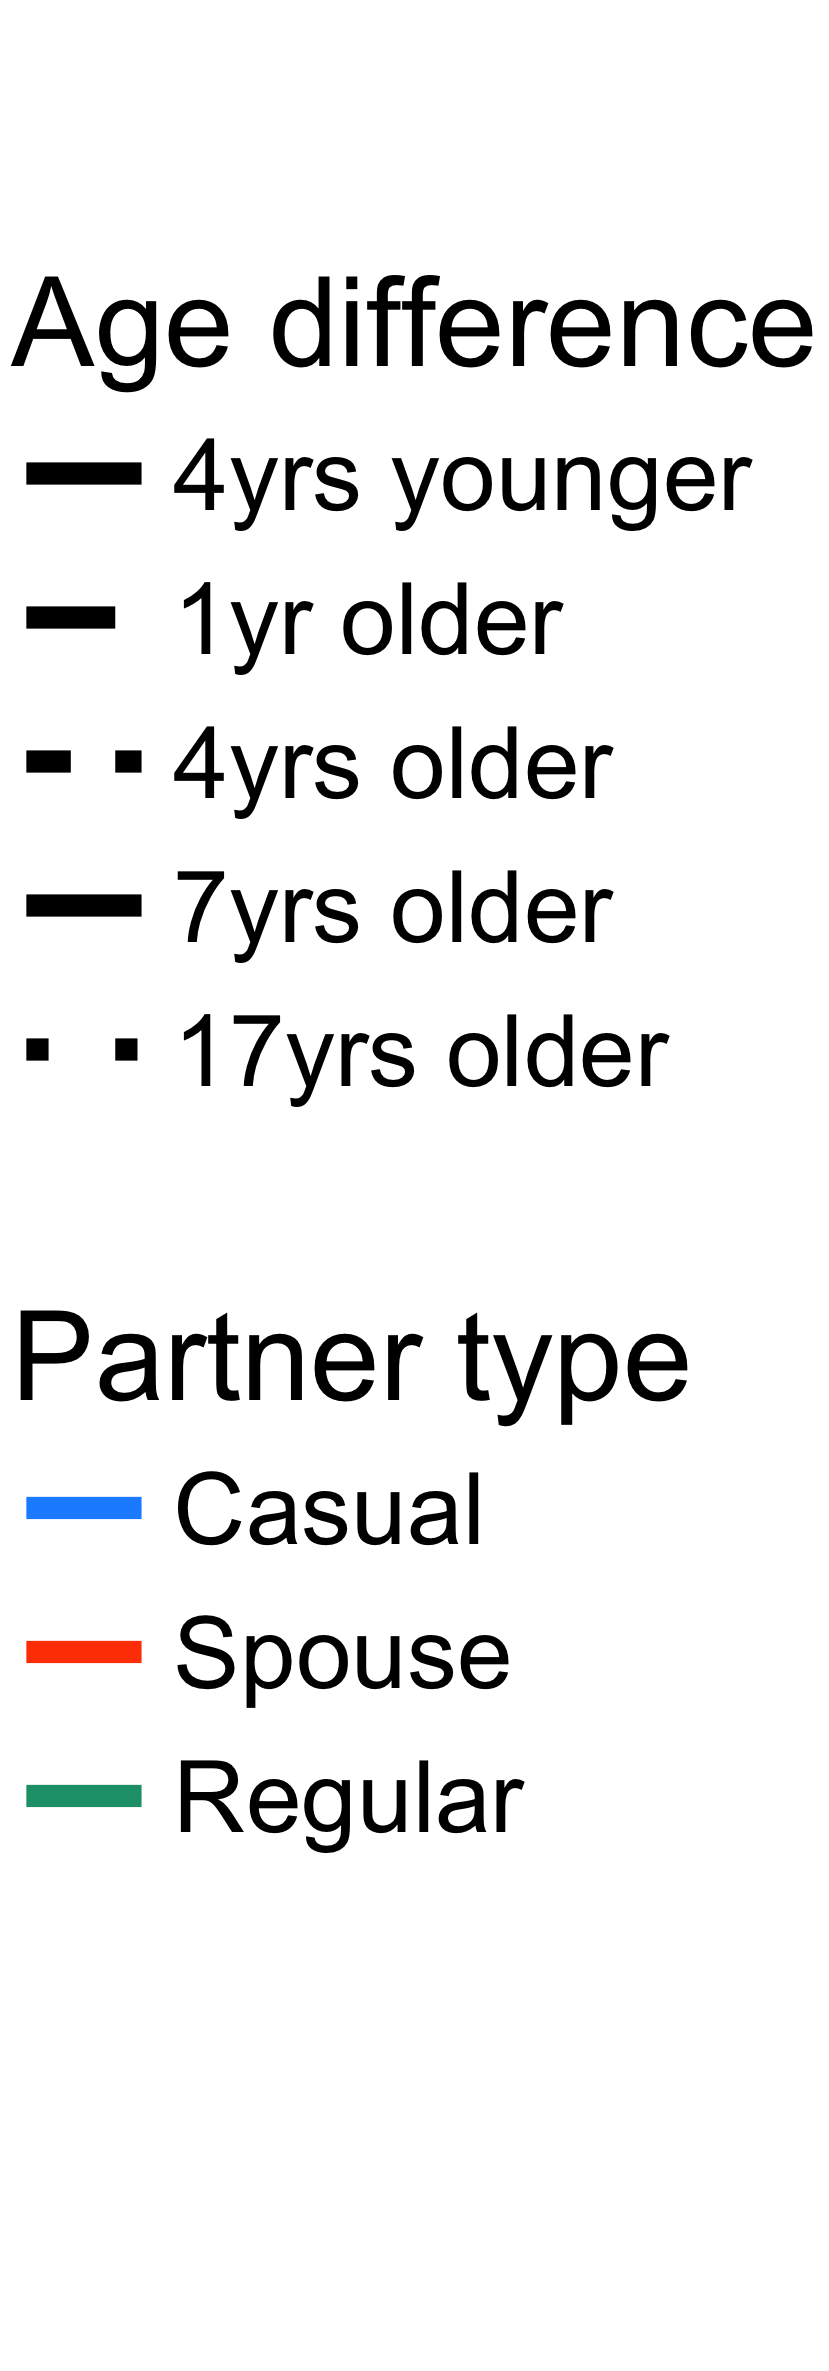 Age difference
4yrs younger
1yr older
4yrs older
7yrs older
17yrs older
Partner type
Casual
Spouse
Regular